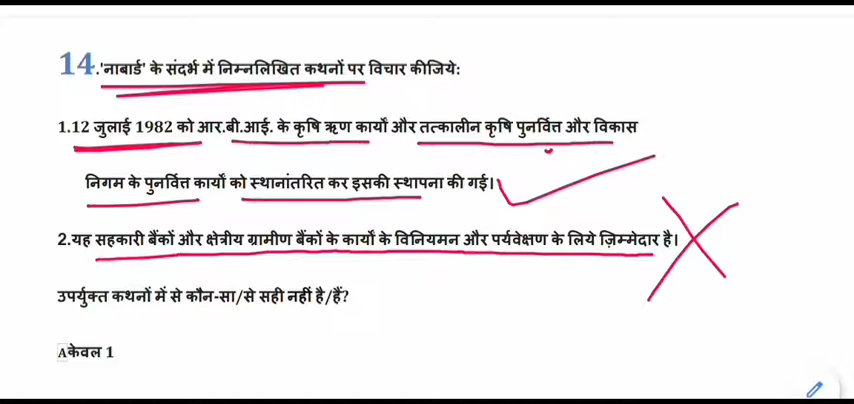 14.'नाबार्ड' के संदर्भ में निम्नलिखित कथनों पर विचार कीजिये:
1.12 जुलाई 1982 को आर.बी.आई. के कृषि ऋण कार्यों और तत्कालीन कृषि पुनर्वित्त और विकास
निगम के पुनर्वित्त कार्यों को स्थानांतरित कर इसकी स्थापना की गई।
2.यह सहकारी बैंकों और क्षेत्रीय ग्रामीण बैंकों के कार्यों के विनियमन और पर्यवेक्षण के लिये ज़िम्मेदार है।
उपर्युक्त कथनों में से कौन-सा/से सही नहीं है/हैं?
Aकेवल 1